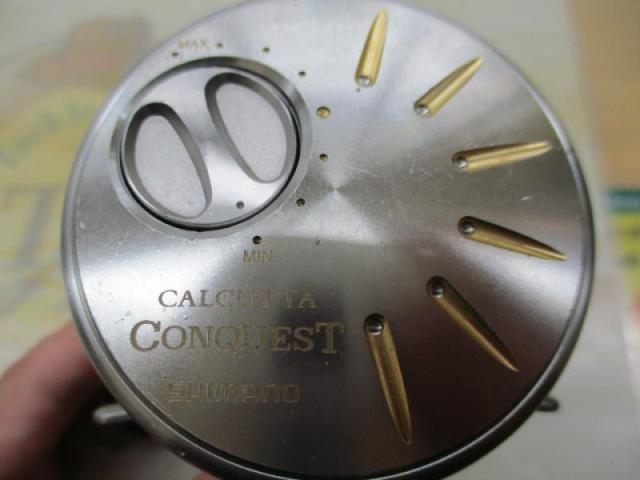 MAX.
MIN.
CALCUTTA
CONQUEST
SHIMANO